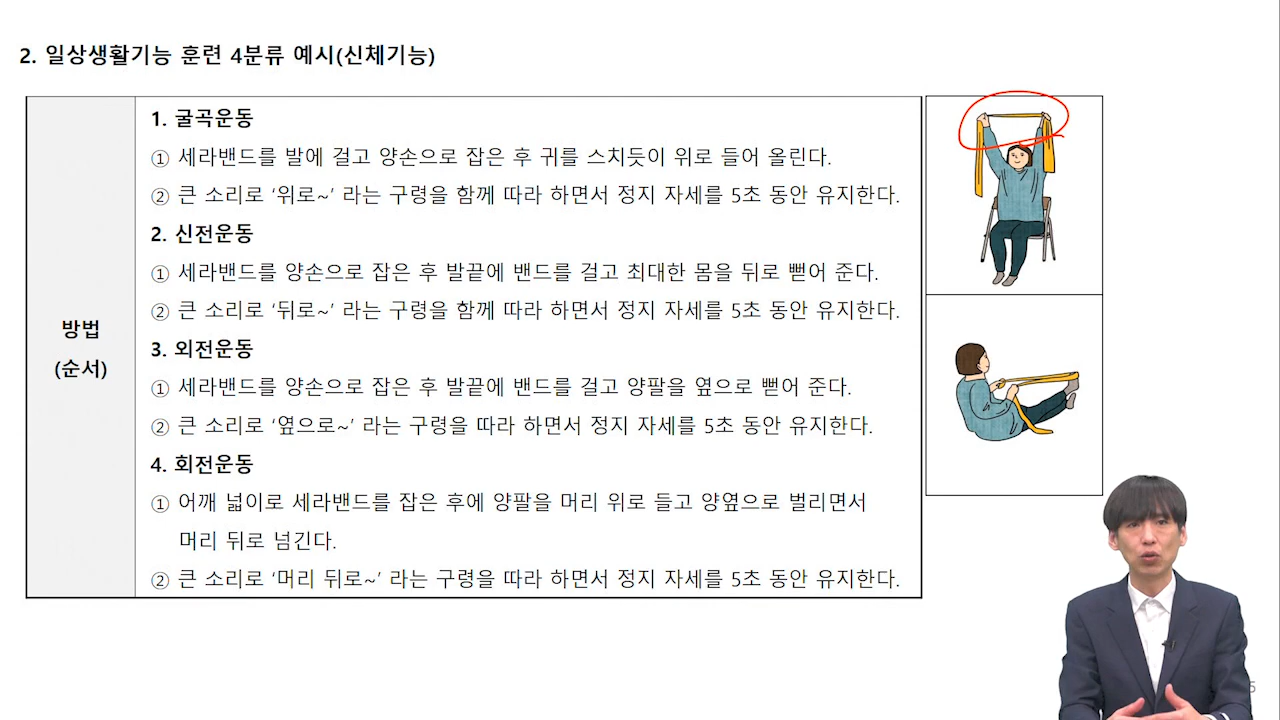 2. 일상생활기능 훈련 4분류 예시(신체기능)
방법
(순서)
1. 굴곡운동
① 세라밴드를 발에 걸고 양손으로 잡은 후 귀를 스치듯이 위로 들어 올린다.
② 큰 소리로 ‘위로~’ 라는 구령을 함께 따라 하면서 정지 자세를 5초 동안 유지한다.
2. 신전운동
① 세라밴드를 양손으로 잡은 후 발끝에 밴드를 걸고 최대한 몸을 뒤로 뻗어 준다.
② 큰 소리로 ‘뒤로~’ 라는 구령을 함께 따라 하면서 정지 자세를 5초 동안 유지한다.
3. 외전운동
① 세라밴드를 양손으로 잡은 후 발끝에 밴드를 걸고 양팔을 옆으로 뻗어 준다.
② 큰 소리로 ‘옆으로~’ 라는 구령을 따라 하면서 정지 자세를 5초 동안 유지한다.
4. 회전운동
① 어깨 넓이로 세라밴드를 잡은 후에 양팔을 머리 위로 들고 양옆으로 벌리면서
머리 뒤로 넘긴다.
② 큰 소리로 ‘머리 뒤로~’ 라는 구령을 따라 하면서 정지 자세를 5초 동안 유지한다.